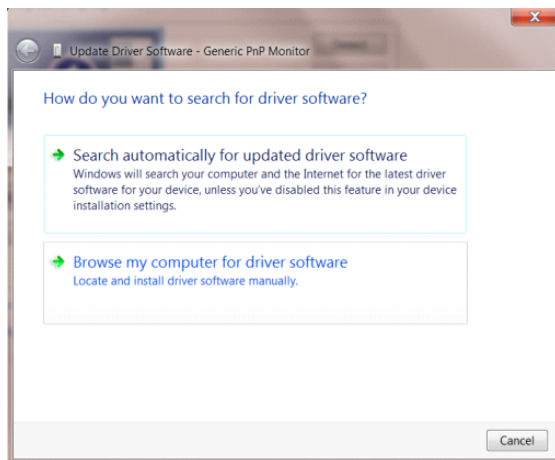 Update Driver Software - Generic PnP Monitor
How do you want to search for driver software?
Search automatically for updated driver software
Windows will search your computer and the Internet for the latest driver
software for your device, unless you've disabled this feature in your device
installation settings.
Browse my computer for driver software
Locate and install driver software manually.
Cancel